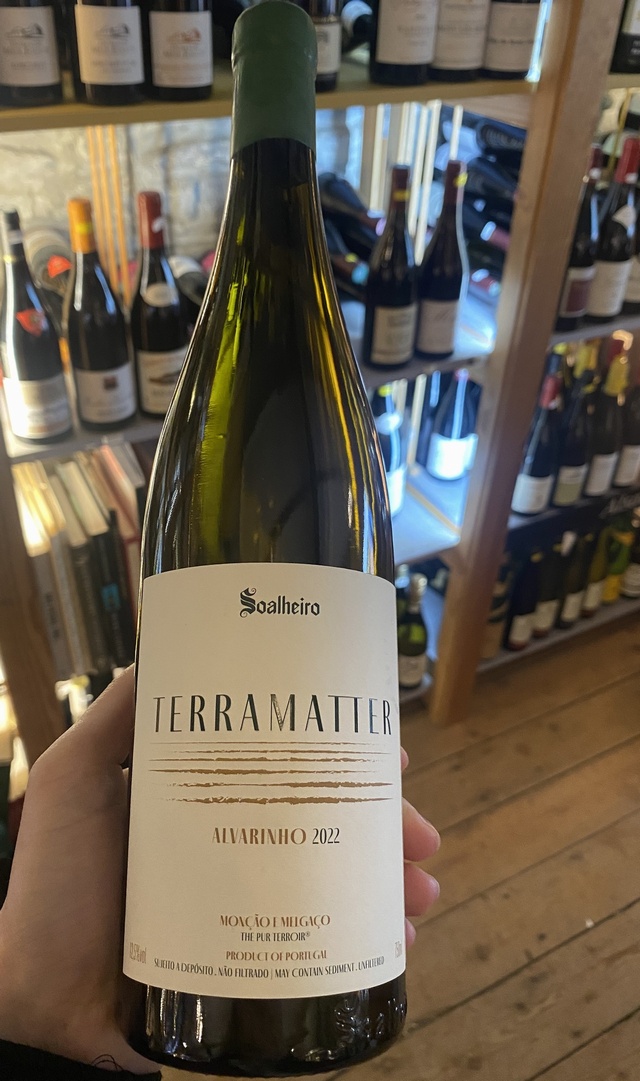 Soalheiro
TERRAMATTER
ALVARINHO 2022
MONÇÃO E MELGAÇO
THE PUR TERROIR®
PRODUCT OF PORTUGAL
SUJEITO A DEPÓSITO . NÃO FILTRADO | MAY CONTAIN SEDIMENT . UNFILTERED